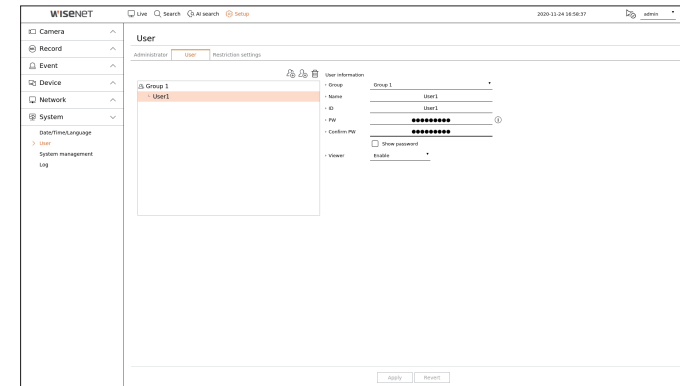 WISENET
Live Search AI search Setup 2020-11-24 16:58:37 admin
Camera
Record
Event
Device
Network
System
Date/Time/Language
User
System management
Log
User
Administrator User Restriction settings
Group 1
User1
User information
Group Group 1
Name User1
ID User1
PW ●●●●●●●●●
Confirm PW ●●●●●●●●●
Show password
Viewer Enable
Apply Revert